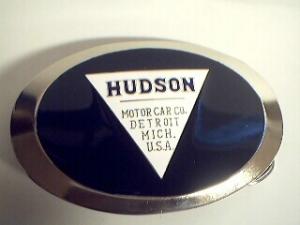 HUDSON
MOTOR CAR CO.
DETROIT
MICH.
U.S.A.